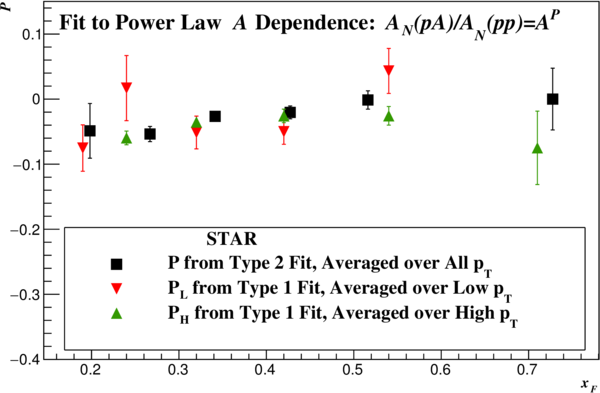 Fit to Power Law A Dependence: A_N(pA)/A_N(pp)=A^P
P
0.1
0
−0.1
−0.2
−0.3
−0.4
STAR
P from Type 2 Fit, Averaged over All p_T
P_L from Type 1 Fit, Averaged over Low p_T
P_H from Type 1 Fit, Averaged over High p_T
0.2 0.3 0.4 0.5 0.6 0.7
x_F